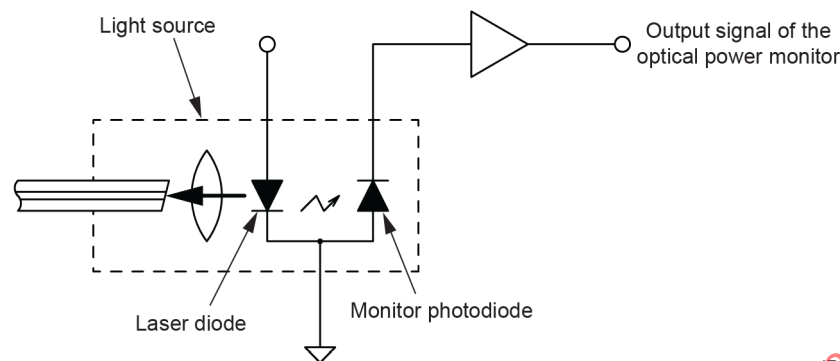 Light source
Output signal of the
optical power monitor
Monitor photodiode
Laser diode